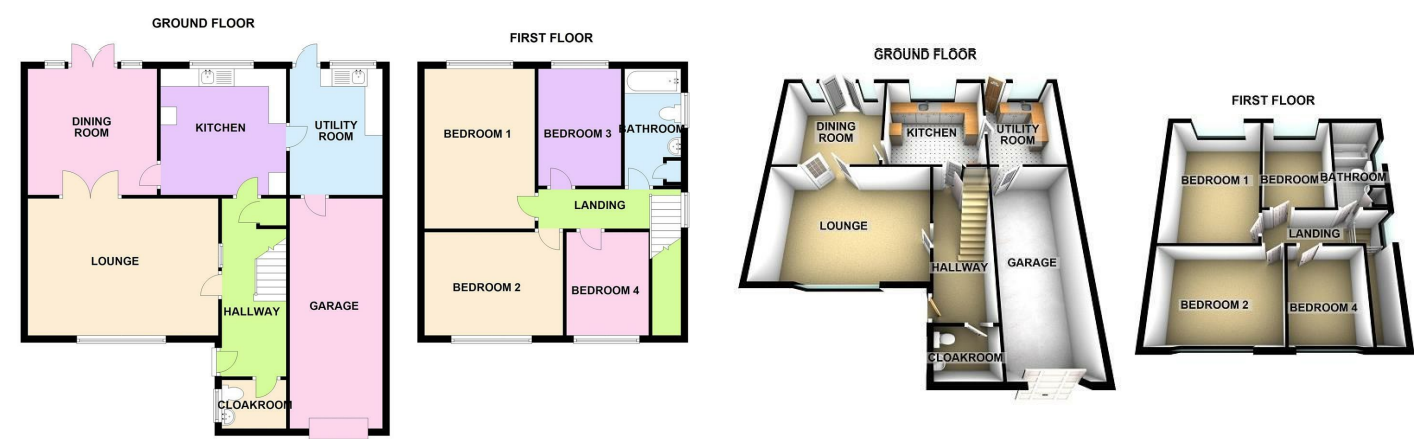 GROUND FLOOR
DINING
ROOM
KITCHEN
UTILITY
ROOM
LOUNGE
HALLWAY
GARAGE
CLOAKROOM
FIRST FLOOR
BEDROOM 1
BEDROOM 3
BATHROOM
LANDING
BEDROOM 2
BEDROOM 4
GROUND FLOOR
DINING
ROOM
KITCHEN
UTILITY
ROOM
LOUNGE
HALLWAY
GARAGE
CLOAKROOM
FIRST FLOOR
BEDROOM 1
BEDROOM
BATHROOM
LANDING
BEDROOM 2
BEDROOM 4